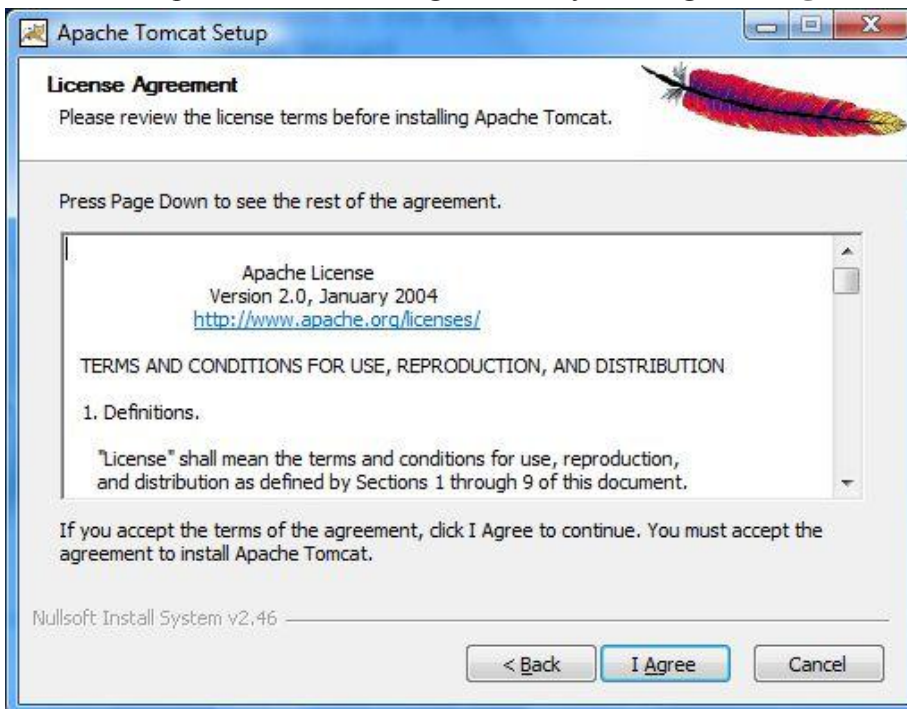 Apache Tomcat Setup
License Agreement
Please review the license terms before installing Apache Tomcat.
Press Page Down to see the rest of the agreement.
Apache License
Version 2.0, January 2004
http://www.apache.org/licenses/
TERMS AND CONDITIONS FOR USE, REPRODUCTION, AND DISTRIBUTION
1. Definitions.
"License" shall mean the terms and conditions for use, reproduction,
and distribution as defined by Sections 1 through 9 of this document.
If you accept the terms of the agreement, click I Agree to continue. You must accept the
agreement to install Apache Tomcat.
Nullsoft Install System v2.46
< Back
I Agree
Cancel